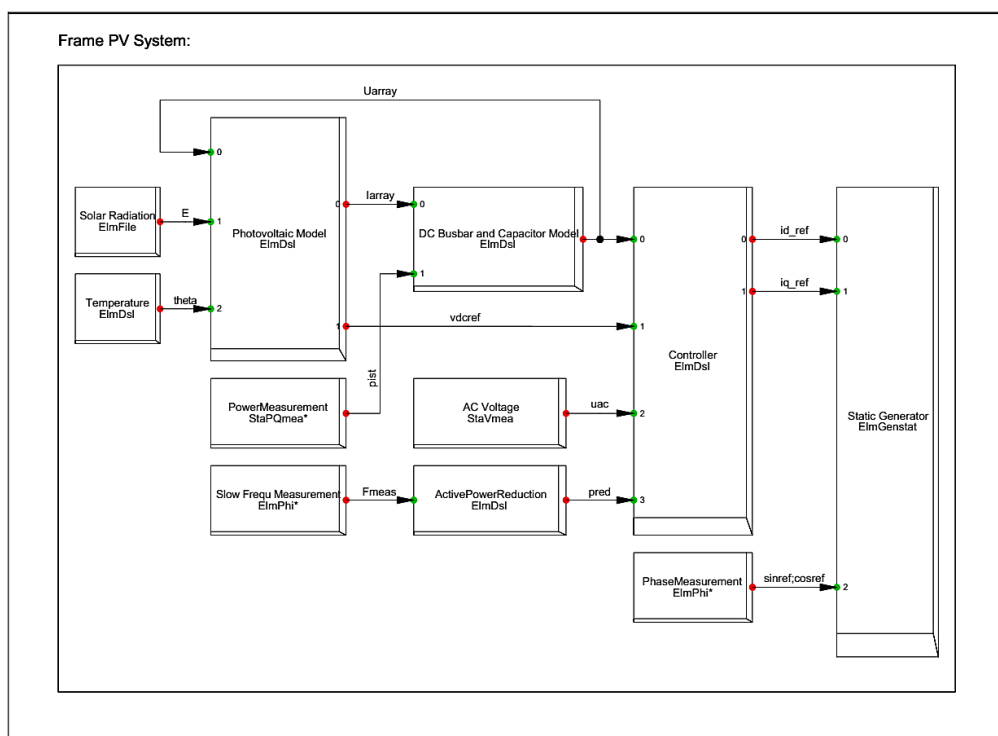 Frame PV System:
Uarray
0
Solar Radiation
ElmFile
E
1
Photovoltaic Model
ElmDsl
0
Iarray
0
DC Busbar and Capacitor Model
ElmDsl
1
0
0
id_ref
0
Temperature
ElmDsl
theta
2
1
vdcref
1
1
iq_ref
1
Controller
ElmDsl
pist
PowerMeasurement
StaPQmea*
AC Voltage
StaVmea
uac
2
Static Generator
ElmGenstat
Slow Frequ Measurement
ElmPhi*
Fmeas
ActivePowerReduction
ElmDsl
pred
3
PhaseMeasurement
ElmPhi*
sinref;cosref
2